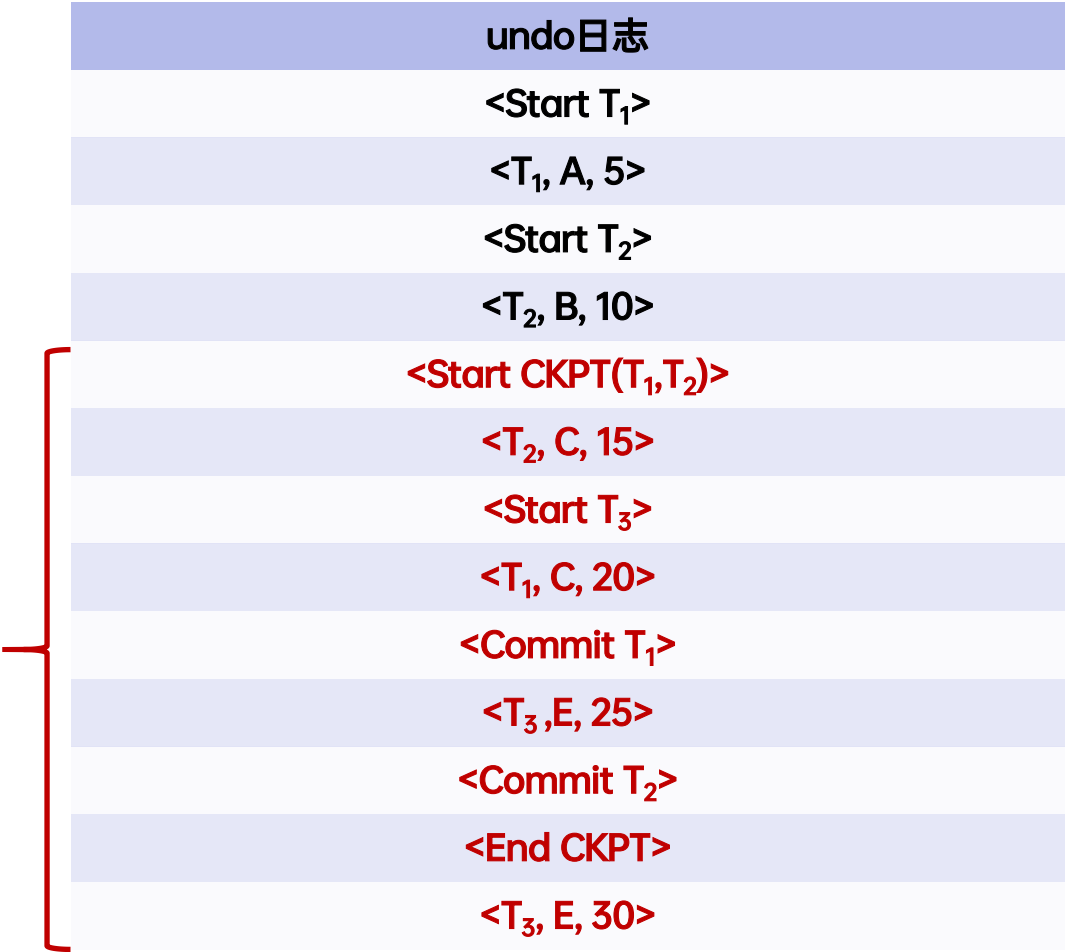 undo日志
<Start T₁>
<T₁, A, 5>
<Start T₂>
<T₂, B, 10>
<Start CKPT(T₁,T₂)>
<T₂, C, 15>
<Start T₃>
<T₁, C, 20>
<Commit T₁>
<T₃ ,E, 25>
<Commit T₂>
<End CKPT>
<T₃, E, 30>